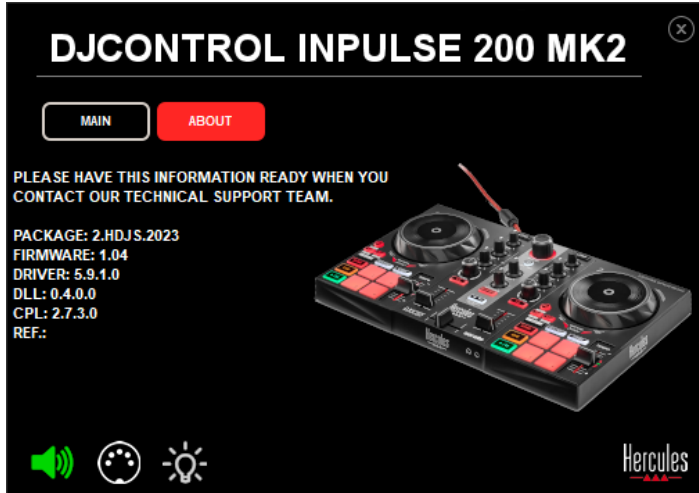 DJCONTROL INPULSE 200 MK2
MAIN
ABOUT
PLEASE HAVE THIS INFORMATION READY WHEN YOU
CONTACT OUR TECHNICAL SUPPORT TEAM.
PACKAGE: 2.HDJS.2023
FIRMWARE: 1.04
DRIVER: 5.9.1.0
DLL: 0.4.0.0
CPL: 2.7.3.0
REF.:
Hercules
Hercules
Hercules